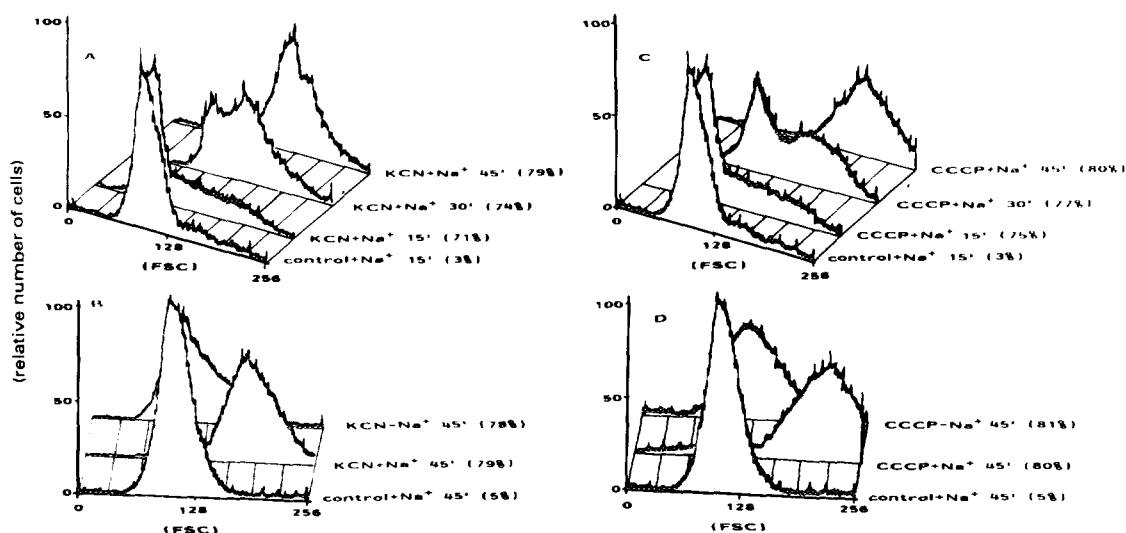 (relative number of cells)
100
50
0
A
0
128
256
(FSC)
KCN+Na⁺ 45' (79%)
KCN+Na⁺ 30' (74%)
KCN+Na⁺ 15' (71%)
control+Na⁺ 15' (3%)
100
50
0
C
0
128
256
(FSC)
CCCP+Na⁺ 45' (80%)
CCCP+Na⁺ 30' (77%)
CCCP+Na⁺ 15' (75%)
control+Na⁺ 15' (3%)
100
50
0
B
0
128
256
(FSC)
KCN-Na⁺ 45' (78%)
KCN+Na⁺ 45' (79%)
control+Na⁺ 45' (5%)
100
50
0
D
0
128
256
(FSC)
CCCP-Na⁺ 45' (81%)
CCCP+Na⁺ 45' (80%)
control+Na⁺ 45' (5%)